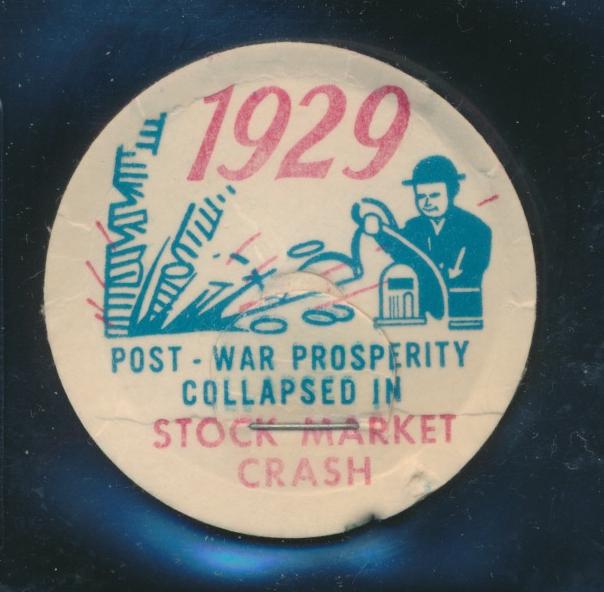 1929
POST - WAR PROSPERITY
COLLAPSED IN
STOCK MARKET
CRASH